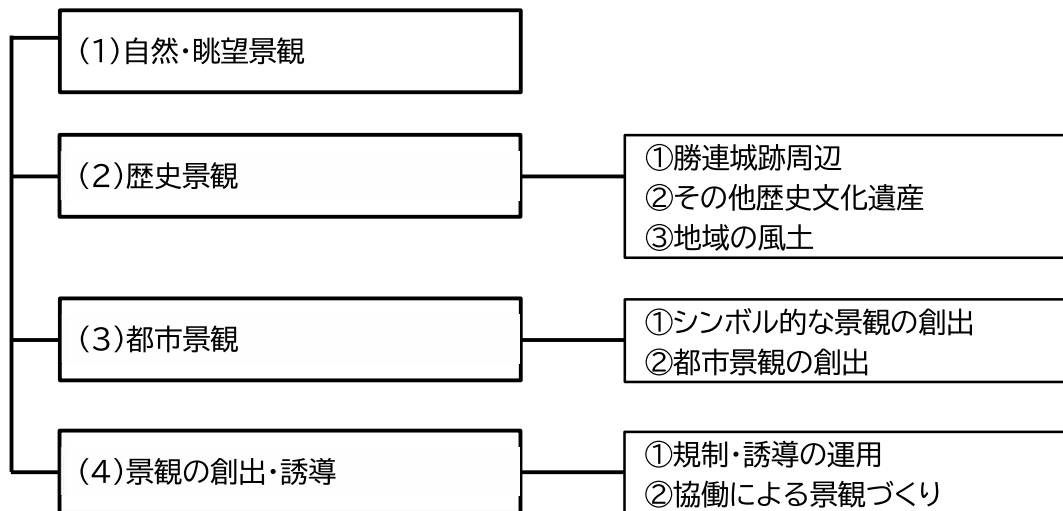 (1)自然・眺望景観
(2)歴史景観
①勝連城跡周辺
②その他歴史文化遺産
③地域の風土
(3)都市景観
①シンボル的な景観の創出
②都市景観の創出
(4)景観の創出・誘導
①規制・誘導の運用
②協働による景観づくり